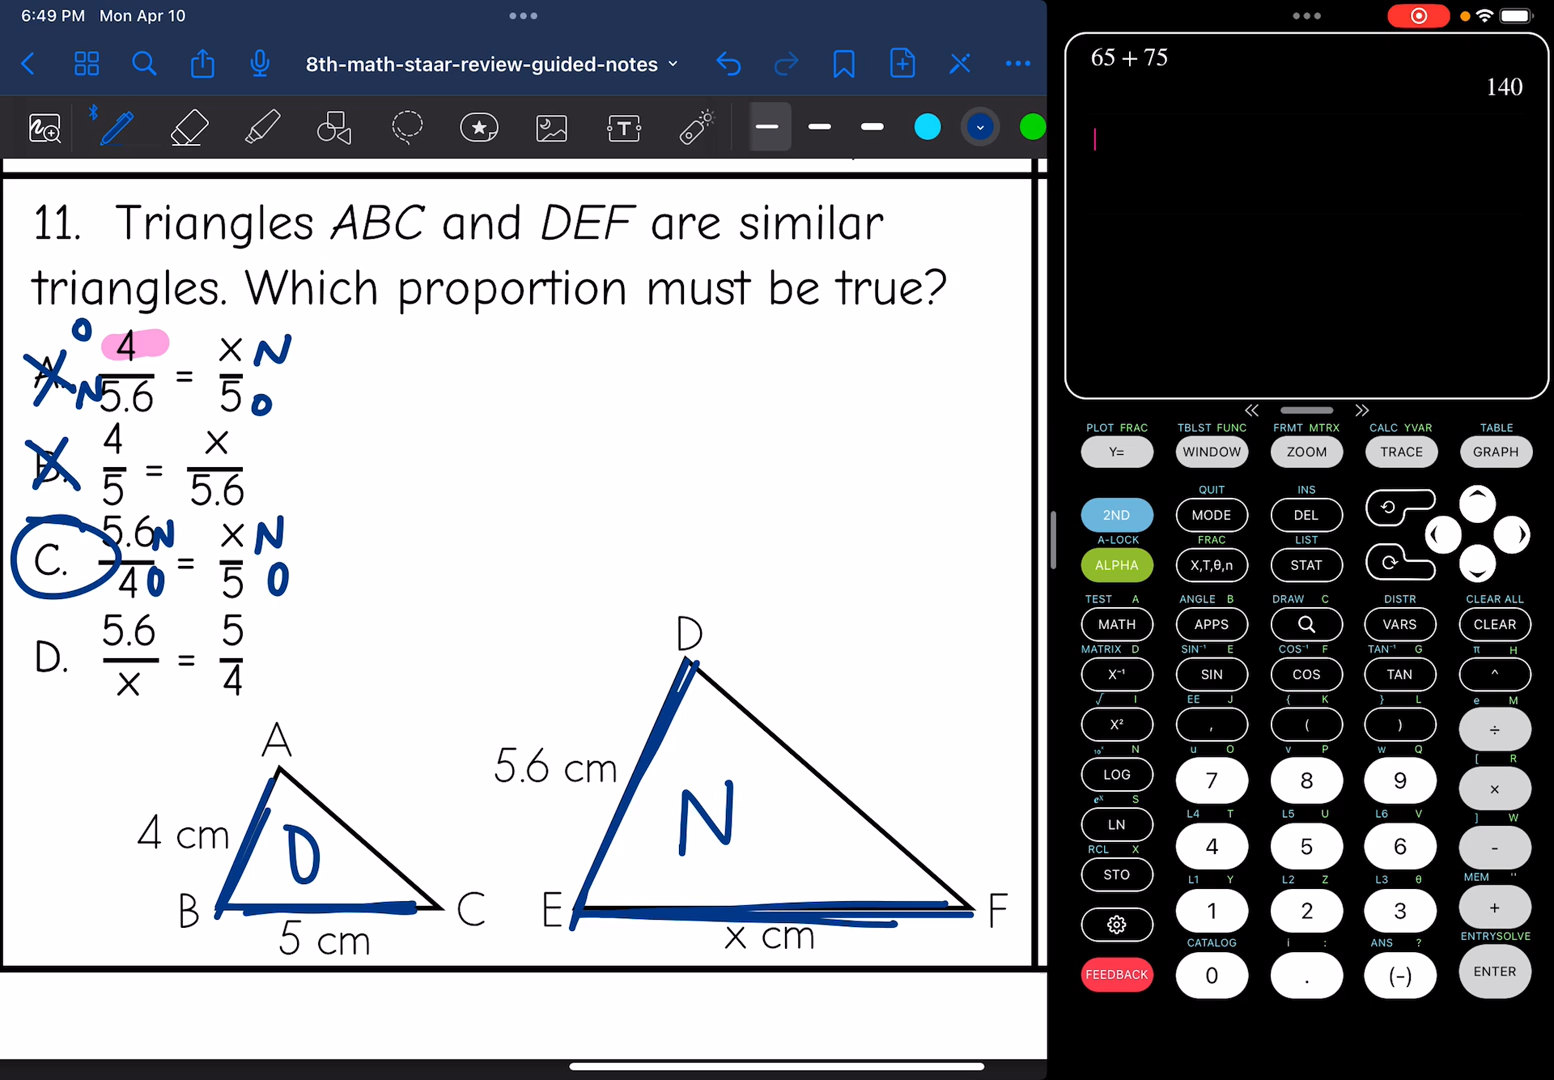 6:49 PM Mon Apr 10
8th-math-staar-review-guided-notes
T
11. Triangles ABC and DEF are similar
triangles. Which proportion must be true?
A. 4/5.6 = x/5
O N N O
B. 4/5 = x/5.6
C. 5.6/4 = x/5
N O N O
D. 5.6/x = 5/4
A
4 cm
O
B
C
5 cm
D
5.6 cm
N
E
F
x cm
65 + 75
140
PLOT FRAC TBLST FUNC FRMT MTRX CALC YVAR TABLE
Y= WINDOW ZOOM TRACE GRAPH
QUIT INS
2ND MODE DEL
A-LOCK FRAC LIST
ALPHA X,T,θ,n STAT
TEST A ANGLE B DRAW C DISTR CLEAR ALL
MATH APPS VARS CLEAR
MATRIX D SIN⁻¹ E COS⁻¹ F TAN⁻¹ G π H
X⁻¹ SIN COS TAN ^
√ I EE J { K } L e M
X² , ( ) ÷
10ˣ N u O v P w Q [ R
LOG 7 8 9 ×
eˣ S L4 T L5 U L6 V ] W
LN 4 5 6 -
RCL X L1 Y L2 Z L3 θ MEM "
STO 1 2 3 +
CATALOG i : ANS ? ENTRYSOLVE
FEEDBACK 0 . (-) ENTER